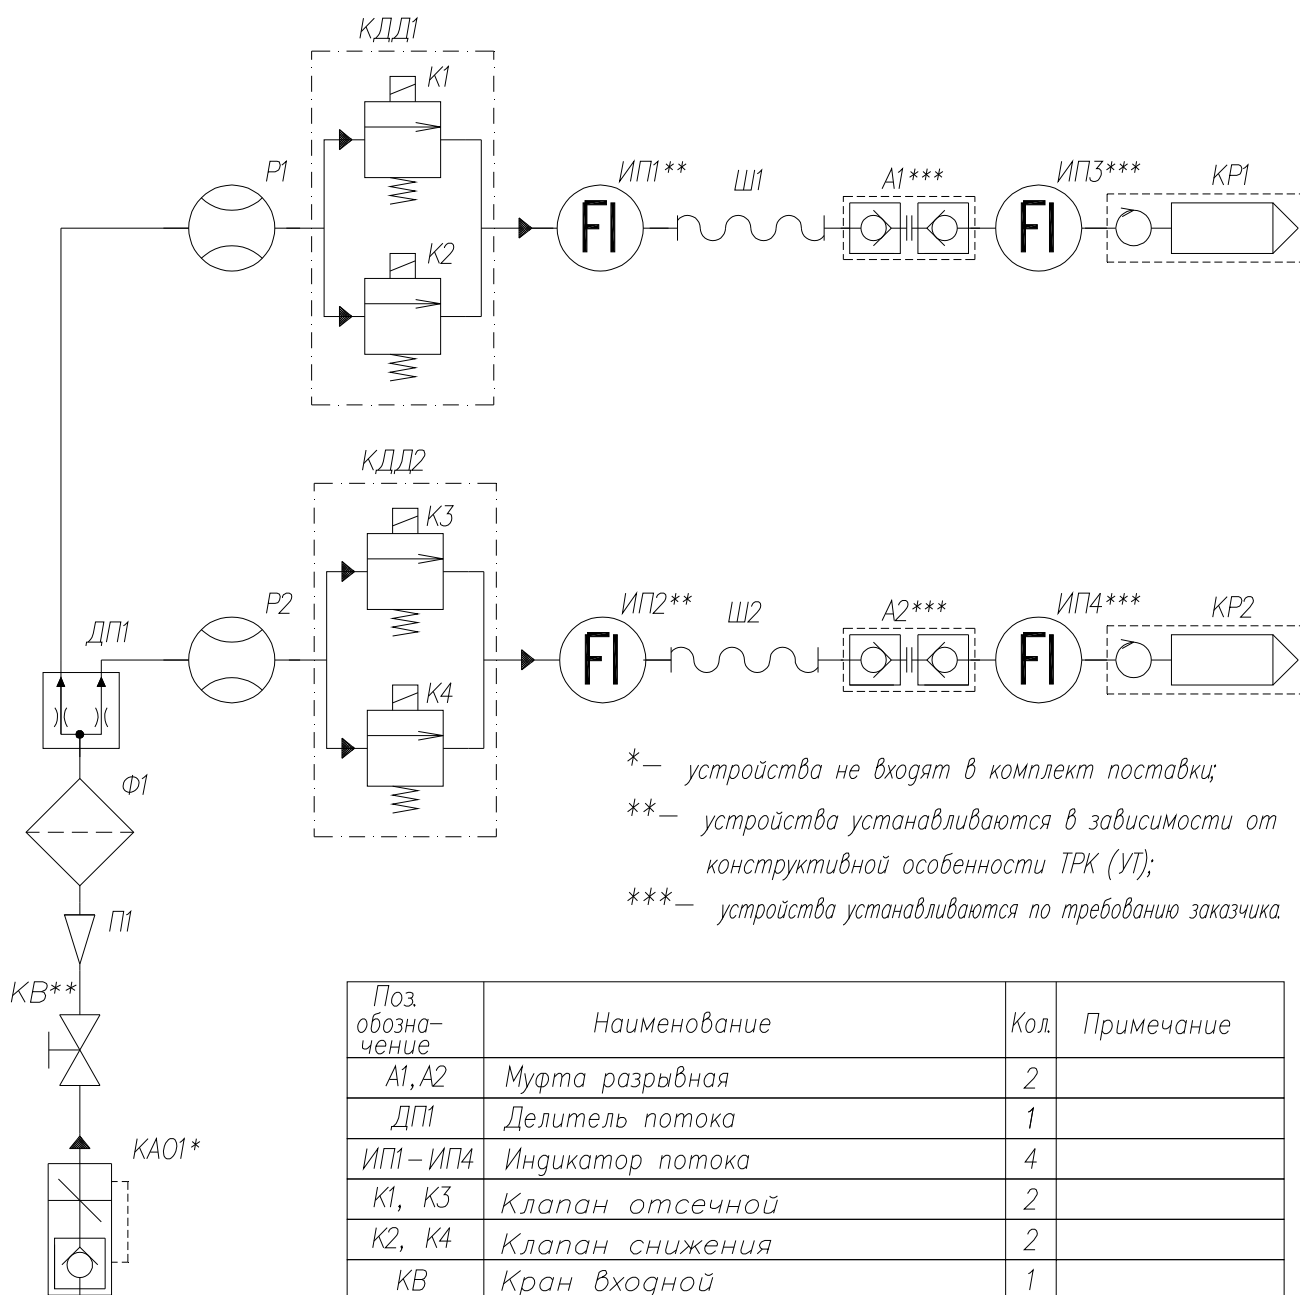 КДД1
К1
Р1
К2
ИП1**
Ш1
А1***
ИП3***
КР1
FI
FI
КДД2
К3
Р2
К4
ИП2**
Ш2
А2***
ИП4***
КР2
FI
FI
ДП1
Ф1
П1
КВ**
КА01*
*— устройства не входят в комплект поставки;
**— устройства устанавливаются в зависимости от
конструктивной особенности ТРК (УТ);
***— устройства устанавливаются по требованию заказчика.
Поз. обозна-чение Наименование Кол. Примечание
А1,А2 Муфта разрывная 2
ДП1 Делитель потока 1
ИП1–ИП4 Индикатор потока 4
К1, К3 Клапан отсечной 2
К2, К4 Клапан снижения 2
КВ Кран входной 1